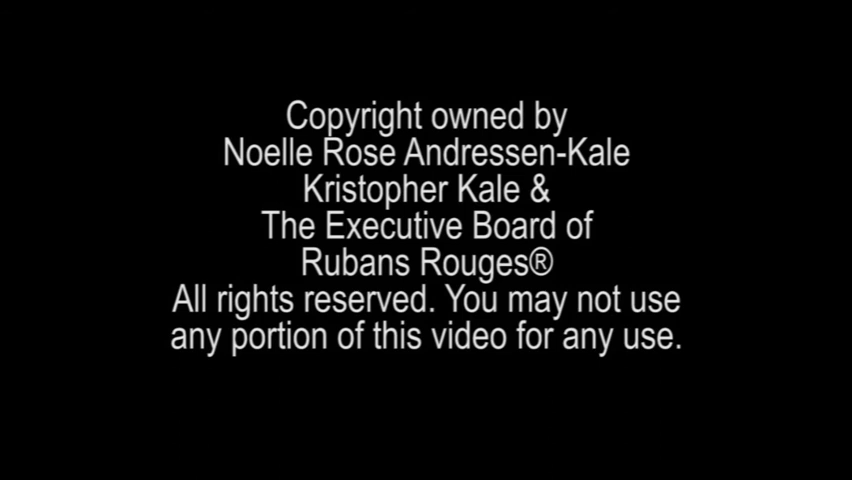 Copyright owned by
Noelle Rose Andressen-Kale
Kristopher Kale &
The Executive Board of
Rubans Rouges®
All rights reserved. You may not use
any portion of this video for any use.